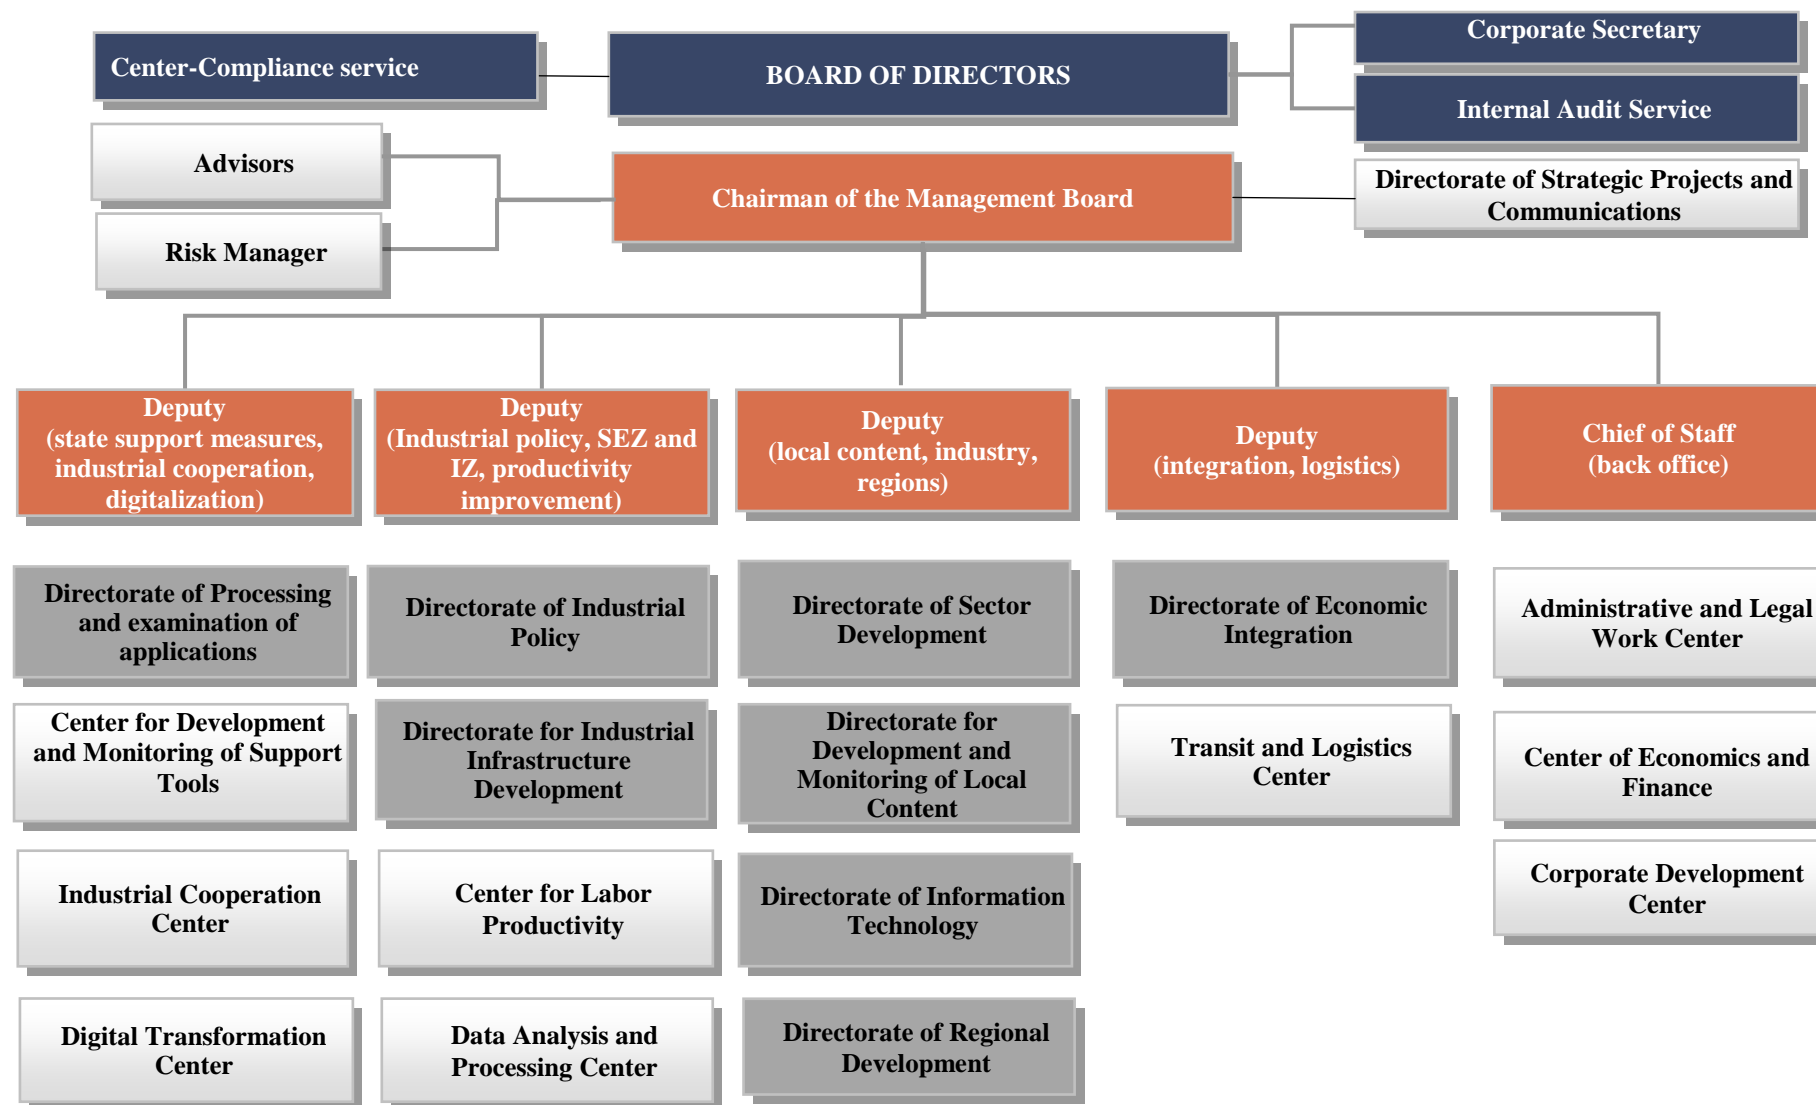 Center-Compliance service
BOARD OF DIRECTORS
Corporate Secretary
Internal Audit Service
Advisors
Risk Manager
Chairman of the Management Board
Directorate of Strategic Projects and
Communications
Deputy
(state support measures,
industrial cooperation,
digitalization)
Deputy
(Industrial policy, SEZ and
IZ, productivity
improvement)
Deputy
(local content, industry,
regions)
Deputy
(integration, logistics)
Chief of Staff
(back office)
Directorate of Processing
and examination of
applications
Directorate of Industrial
Policy
Directorate of Sector
Development
Directorate of Economic
Integration
Administrative and Legal
Work Center
Center for Development
and Monitoring of Support
Tools
Directorate for Industrial
Infrastructure
Development
Directorate for
Development and
Monitoring of Local
Content
Transit and Logistics
Center
Center of Economics and
Finance
Industrial Cooperation
Center
Center for Labor
Productivity
Directorate of Information
Technology
Corporate Development
Center
Digital Transformation
Center
Data Analysis and
Processing Center
Directorate of Regional
Development